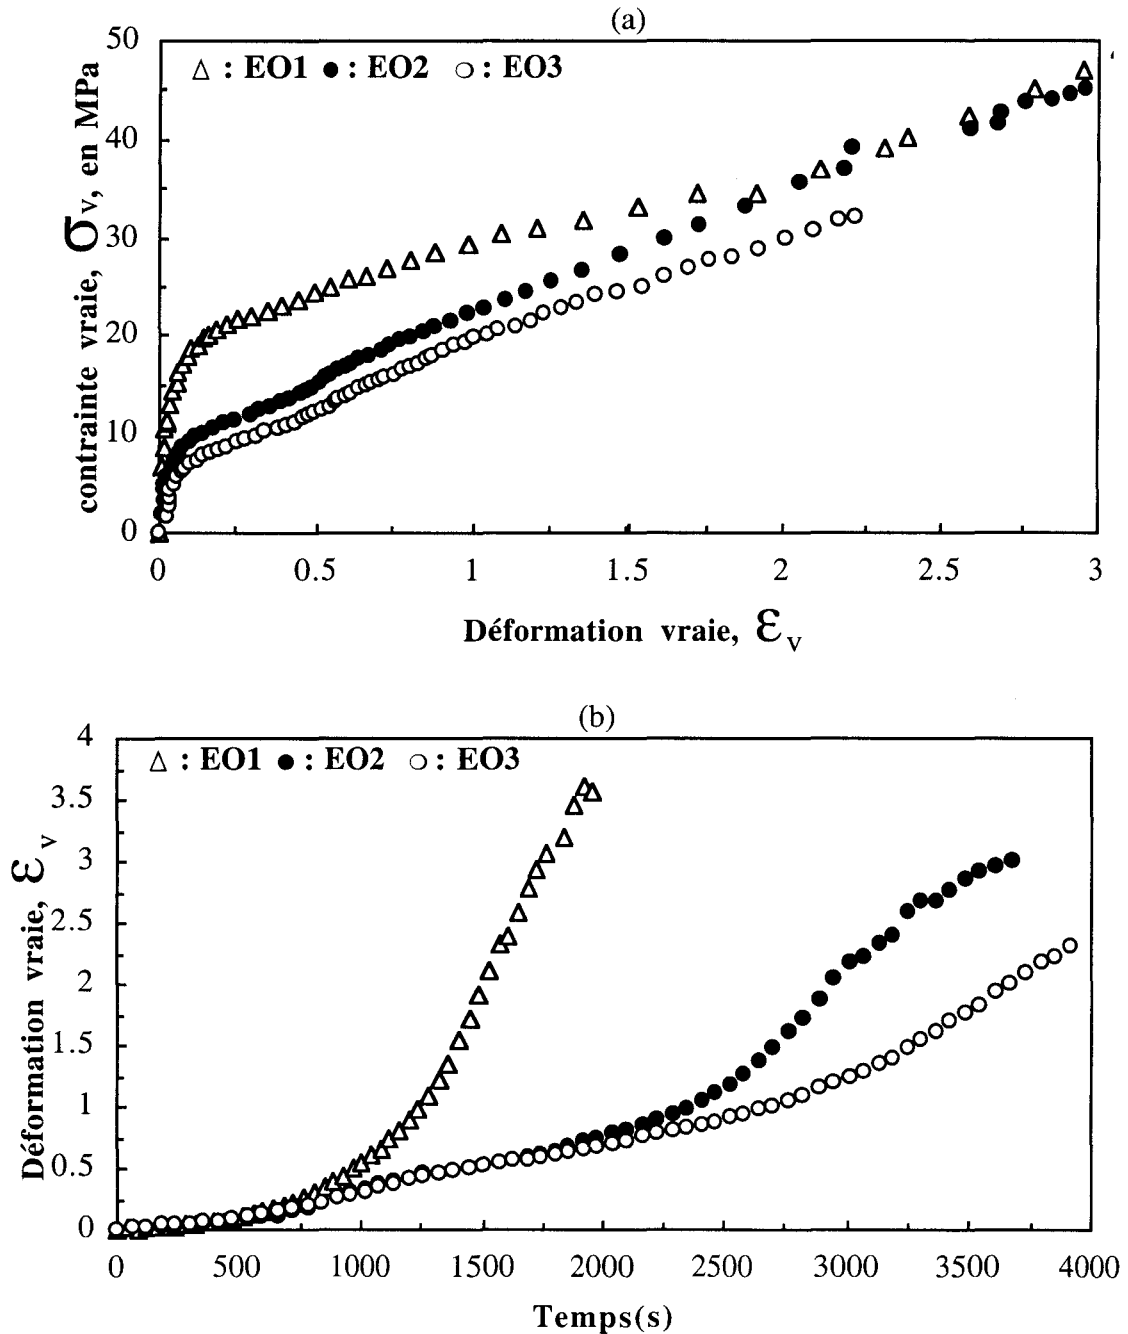 (a)
50
△ : EO1 ● : EO2 ○ : EO3
40
30
20
10
0
contrainte vraie, σv, en MPa
0 0.5 1 1.5 2 2.5 3
Déformation vraie, εv
(b)
4
△ : EO1 ● : EO2 ○ : EO3
3.5
3
2.5
2
1.5
1
0.5
0
Déformation vraie, εv
0 500 1000 1500 2000 2500 3000 3500 4000
Temps(s)